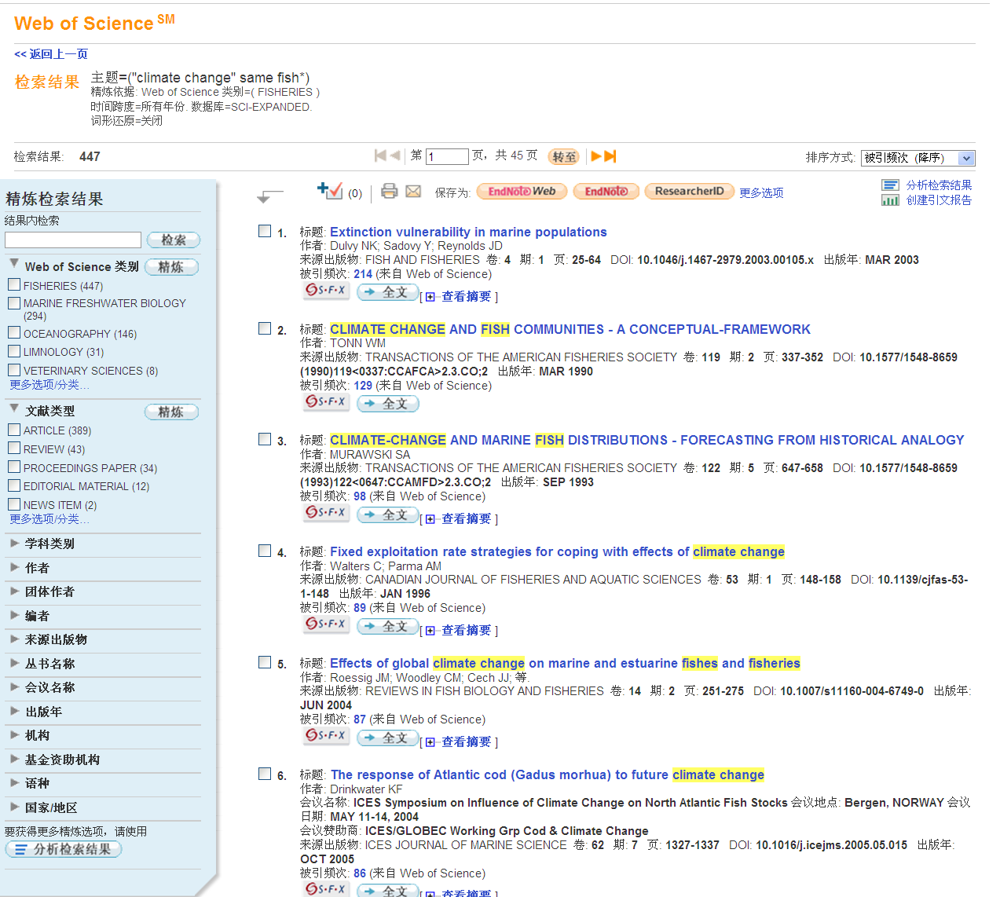 Web of Science SM
<< 返回上一页
检索结果
主题=("climate change" same fish*)
精炼依据: Web of Science 类别=( FISHERIES )
时间跨度=所有年份. 数据库=SCI-EXPANDED.
词形还原=关闭
检索结果: 447
第 1 页，共 45 页 转至
排序方式: 被引频次 (降序)
精炼检索结果
结果内检索
检索
Web of Science 类别 精炼
FISHERIES (447)
MARINE FRESHWATER BIOLOGY
(294)
OCEANOGRAPHY (146)
LIMNOLOGY (31)
VETERINARY SCIENCES (8)
更多选项/分类...
文献类型 精炼
ARTICLE (389)
REVIEW (43)
PROCEEDINGS PAPER (34)
EDITORIAL MATERIAL (12)
NEWS ITEM (2)
更多选项/分类...
学科类别
作者
团体作者
编者
来源出版物
丛书名称
会议名称
出版年
机构
基金资助机构
语种
国家/地区
要获得更多精炼选项，请使用
分析检索结果
(0) 保存为: EndNote Web EndNote ResearcherID 更多选项
分析检索结果
创建引文报告
1. 标题: Extinction vulnerability in marine populations
作者: Dulvy NK; Sadovy Y; Reynolds JD
来源出版物: FISH AND FISHERIES 卷: 4 期: 1 页: 25-64 DOI: 10.1046/j.1467-2979.2003.00105.x 出版年: MAR 2003
被引频次: 214 (来自 Web of Science)
S·F·X 全文 [ 查看摘要 ]
2. 标题: CLIMATE CHANGE AND FISH COMMUNITIES - A CONCEPTUAL-FRAMEWORK
作者: TONN WM
来源出版物: TRANSACTIONS OF THE AMERICAN FISHERIES SOCIETY 卷: 119 期: 2 页: 337-352 DOI: 10.1577/1548-8659
(1990)119<0337:CCAFCA>2.3.CO;2 出版年: MAR 1990
被引频次: 129 (来自 Web of Science)
S·F·X 全文
3. 标题: CLIMATE-CHANGE AND MARINE FISH DISTRIBUTIONS - FORECASTING FROM HISTORICAL ANALOGY
作者: MURAWSKI SA
来源出版物: TRANSACTIONS OF THE AMERICAN FISHERIES SOCIETY 卷: 122 期: 5 页: 647-658 DOI: 10.1577/1548-8659
(1993)122<0647:CCAMFD>2.3.CO;2 出版年: SEP 1993
被引频次: 98 (来自 Web of Science)
S·F·X 全文 [ 查看摘要 ]
4. 标题: Fixed exploitation rate strategies for coping with effects of climate change
作者: Walters C; Parma AM
来源出版物: CANADIAN JOURNAL OF FISHERIES AND AQUATIC SCIENCES 卷: 53 期: 1 页: 148-158 DOI: 10.1139/cjfas-53-
1-148 出版年: JAN 1996
被引频次: 89 (来自 Web of Science)
S·F·X 全文 [ 查看摘要 ]
5. 标题: Effects of global climate change on marine and estuarine fishes and fisheries
作者: Roessig JM; Woodley CM; Cech JJ; 等.
来源出版物: REVIEWS IN FISH BIOLOGY AND FISHERIES 卷: 14 期: 2 页: 251-275 DOI: 10.1007/s11160-004-6749-0 出版年:
JUN 2004
被引频次: 87 (来自 Web of Science)
S·F·X 全文 [ 查看摘要 ]
6. 标题: The response of Atlantic cod (Gadus morhua) to future climate change
作者: Drinkwater KF
会议名称: ICES Symposium on Influence of Climate Change on North Atlantic Fish Stocks 会议地点: Bergen, NORWAY 会议
日期: MAY 11-14, 2004
会议赞助商: ICES/GLOBEC Working Grp Cod & Climate Change
来源出版物: ICES JOURNAL OF MARINE SCIENCE 卷: 62 期: 7 页: 1327-1337 DOI: 10.1016/j.icejms.2005.05.015 出版年:
OCT 2005
被引频次: 86 (来自 Web of Science)
S·F·X 全文 [ 查看摘要 ]